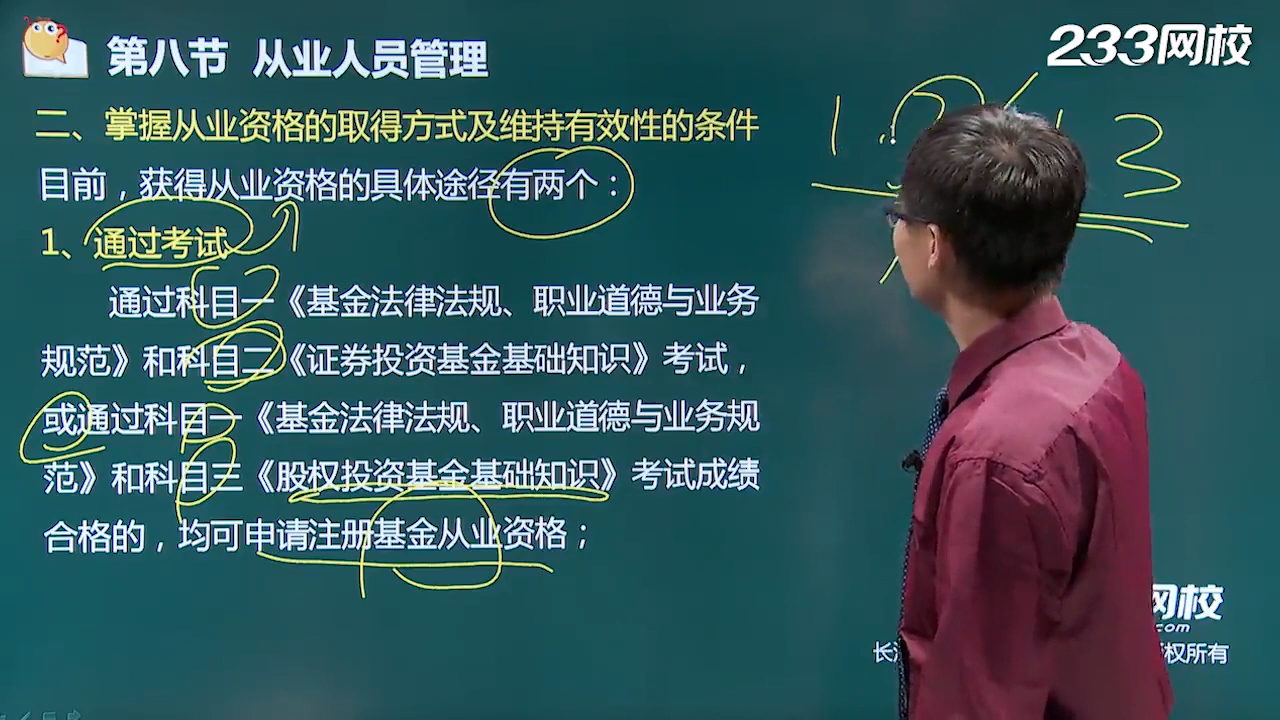 第八节 从业人员管理
233网校
二、掌握从业资格的取得方式及维持有效性的条件
目前，获得从业资格的具体途径有两个：
1、通过考试
通过科目一《基金法律法规、职业道德与业务
规范》和科目二《证券投资基金基础知识》考试，
或通过科目一《基金法律法规、职业道德与业务规
范》和科目三《股权投资基金基础知识》考试成绩
合格的，均可申请注册基金从业资格；
1
3
网校
.com
权所有